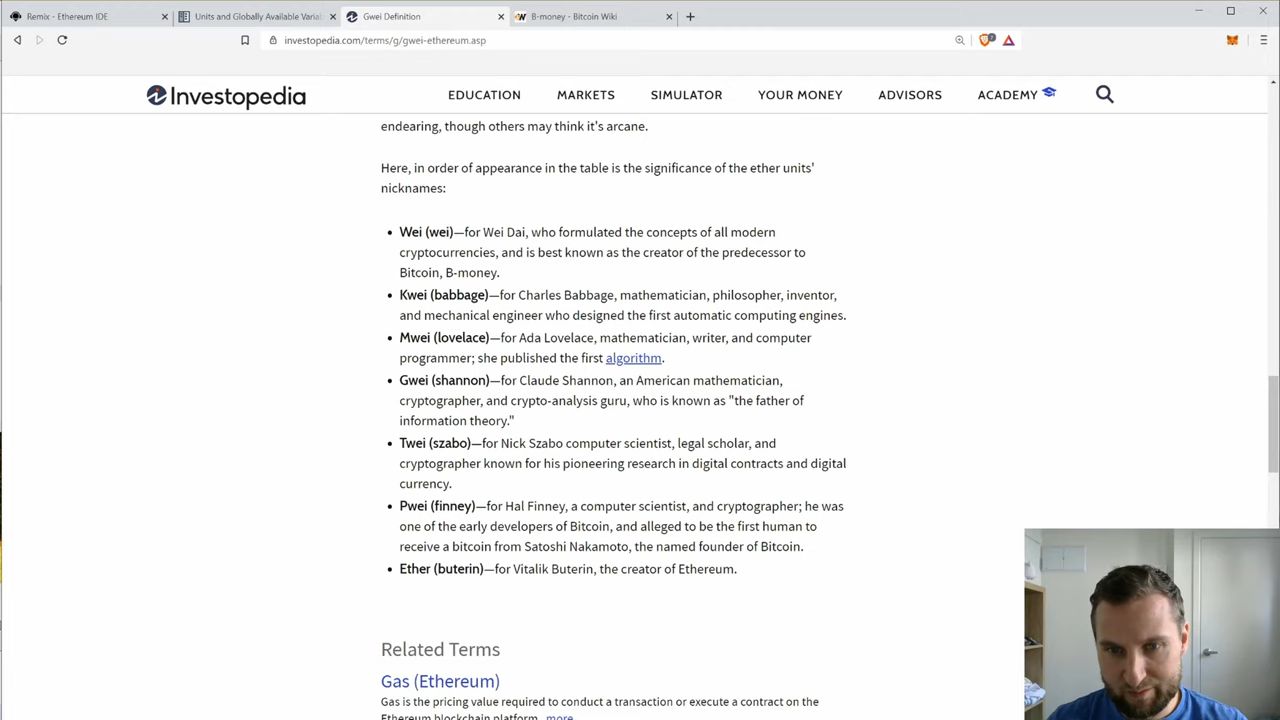 Remix - Ethereum IDE
Units and Globally Available Variab
Gwei Definition
B-money - Bitcoin Wiki
investopedia.com/terms/g/gwei-ethereum.asp
Investopedia
EDUCATION MARKETS SIMULATOR YOUR MONEY ADVISORS ACADEMY
endearing, though others may think it's arcane.
Here, in order of appearance in the table is the significance of the ether units'
nicknames:
• Wei (wei)—for Wei Dai, who formulated the concepts of all modern
cryptocurrencies, and is best known as the creator of the predecessor to
Bitcoin, B-money.
• Kwei (babbage)—for Charles Babbage, mathematician, philosopher, inventor,
and mechanical engineer who designed the first automatic computing engines.
• Mwei (lovelace)—for Ada Lovelace, mathematician, writer, and computer
programmer; she published the first algorithm.
• Gwei (shannon)—for Claude Shannon, an American mathematician,
cryptographer, and crypto-analysis guru, who is known as "the father of
information theory."
• Twei (szabo)—for Nick Szabo computer scientist, legal scholar, and
cryptographer known for his pioneering research in digital contracts and digital
currency.
• Pwei (finney)—for Hal Finney, a computer scientist, and cryptographer; he was
one of the early developers of Bitcoin, and alleged to be the first human to
receive a bitcoin from Satoshi Nakamoto, the named founder of Bitcoin.
• Ether (buterin)—for Vitalik Buterin, the creator of Ethereum.
Related Terms
Gas (Ethereum)
Gas is the pricing value required to conduct a transaction or execute a contract on the
Ethereum blockchain platform. more